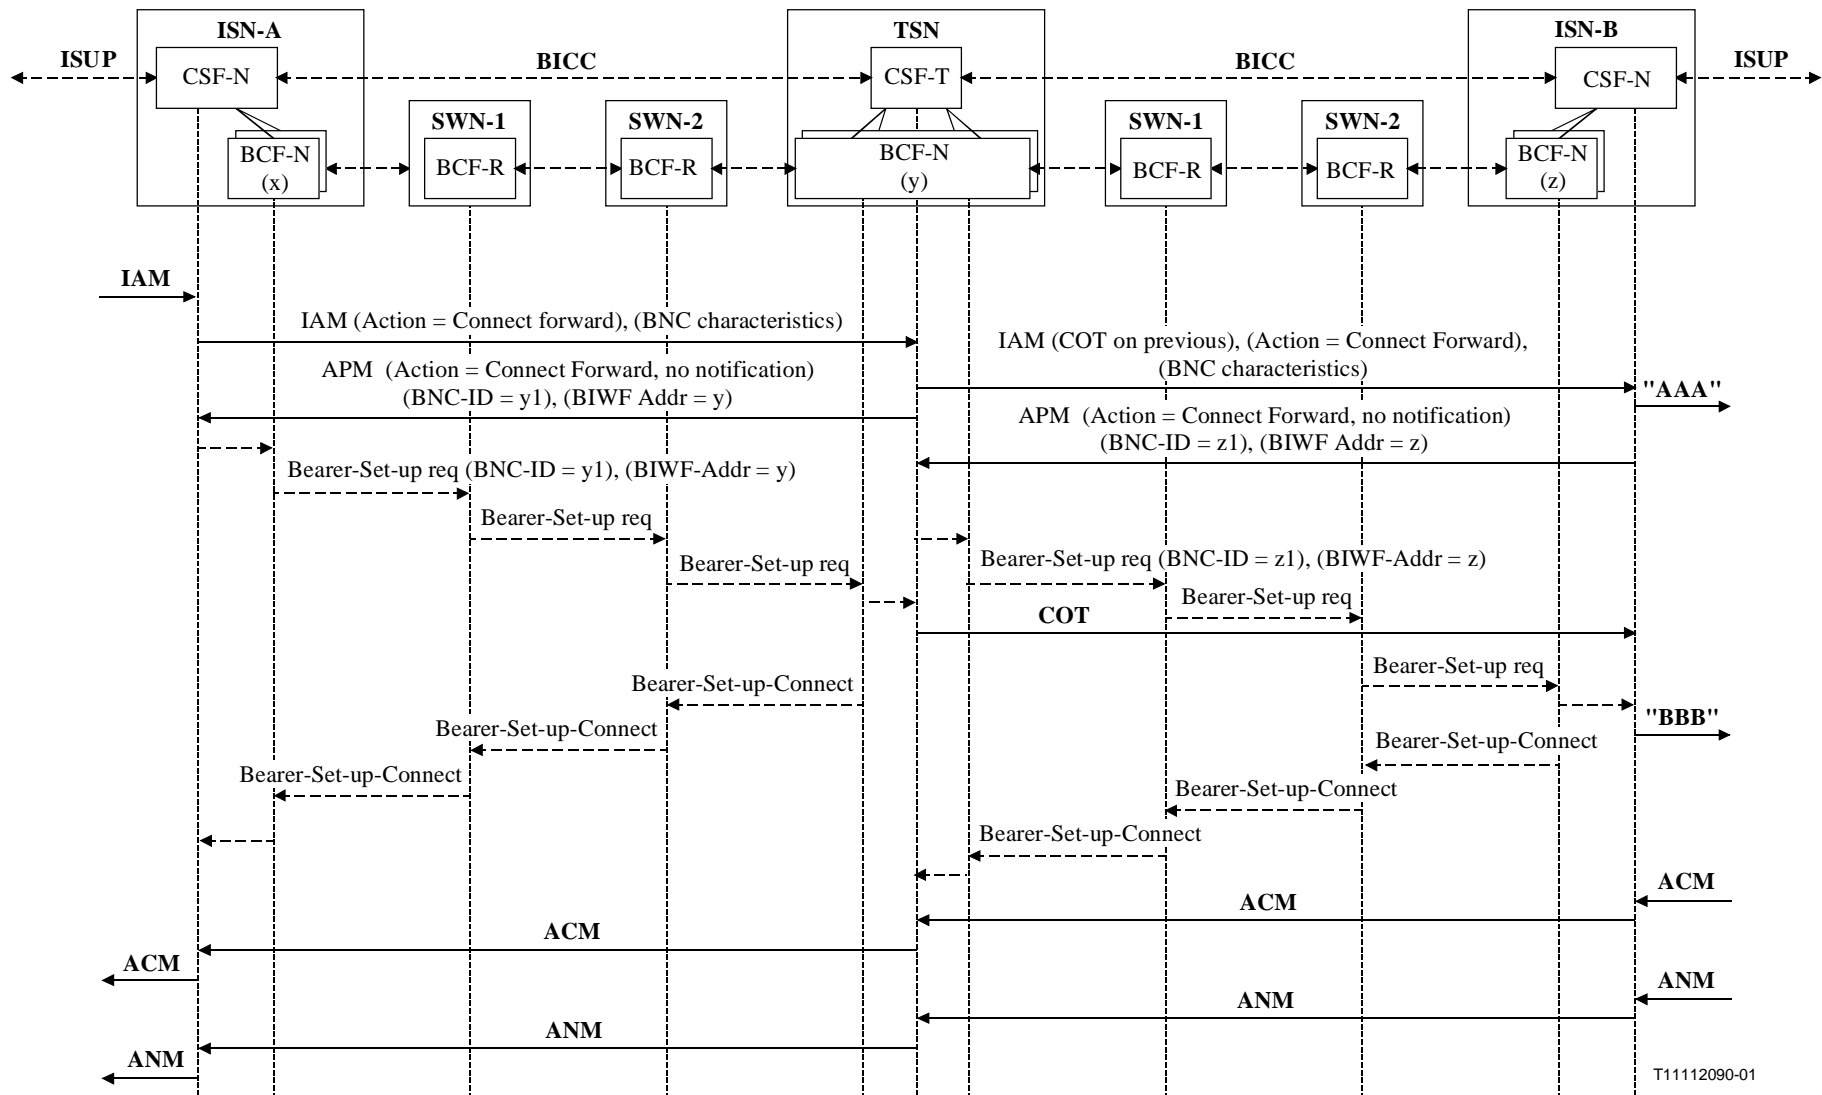 ISN-A
TSN
ISN-B
ISUP
CSF-N
BICC
CSF-T
BICC
CSF-N
ISUP
SWN-1
SWN-2
SWN-1
SWN-2
BCF-N
(x)
BCF-R
BCF-R
BCF-N
(y)
BCF-R
BCF-R
BCF-N
(z)
IAM
IAM (Action = Connect forward), (BNC characteristics)
IAM (COT on previous), (Action = Connect Forward),
(BNC characteristics)
APM (Action = Connect Forward, no notification)
(BNC-ID = y1), (BIWF Addr = y)
"AAA"
APM (Action = Connect Forward, no notification)
(BNC-ID = z1), (BIWF Addr = z)
Bearer-Set-up req (BNC-ID = y1), (BIWF-Addr = y)
Bearer-Set-up req
Bearer-Set-up req
Bearer-Set-up req (BNC-ID = z1), (BIWF-Addr = z)
Bearer-Set-up req
COT
Bearer-Set-up req
Bearer-Set-up-Connect
"BBB"
Bearer-Set-up-Connect
Bearer-Set-up-Connect
Bearer-Set-up-Connect
Bearer-Set-up-Connect
Bearer-Set-up-Connect
ACM
ACM
ACM
ACM
ANM
ANM
ANM
ANM
T11112090-01